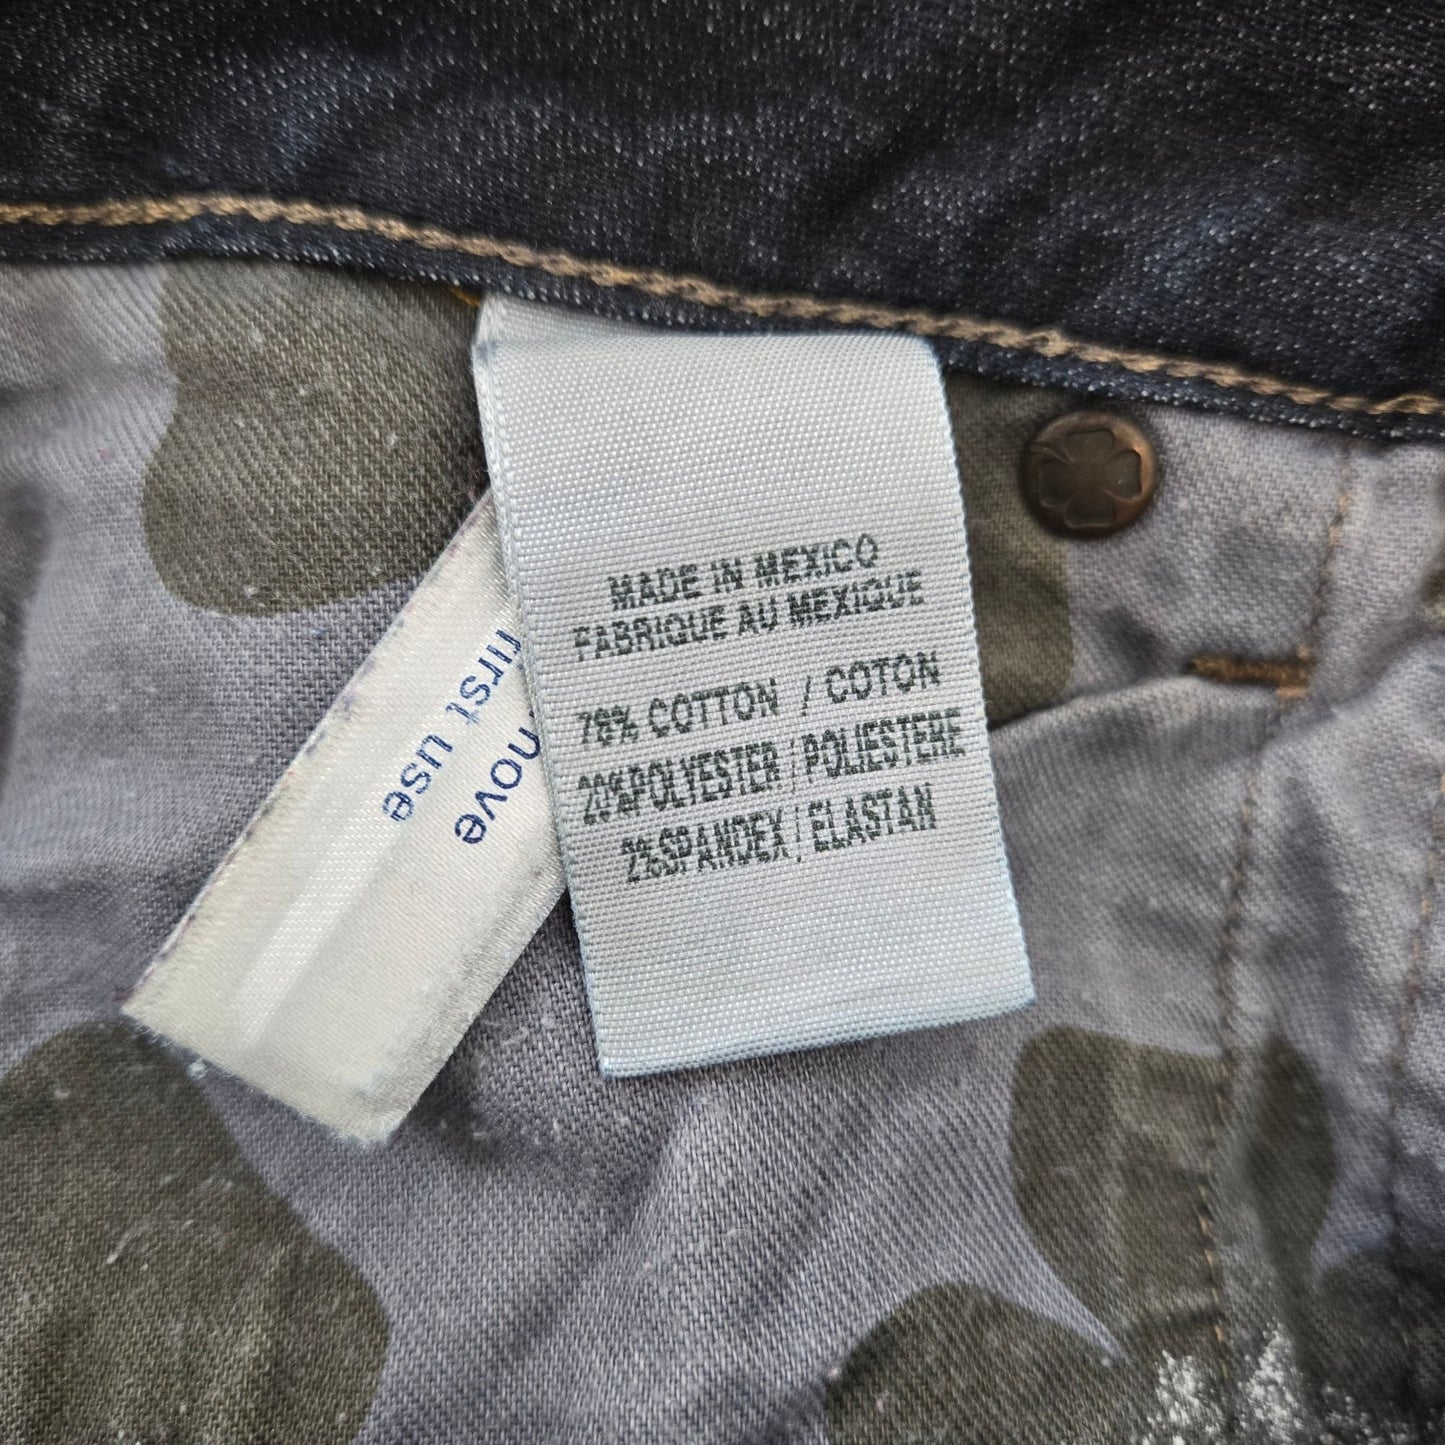 MADE IN MEXICO
FABRIQUE AU MEXIQUE
78% COTTON / COTON
20%POLYESTER / POLIESTERE
2%SPANDEX / ELASTAN
move
first use